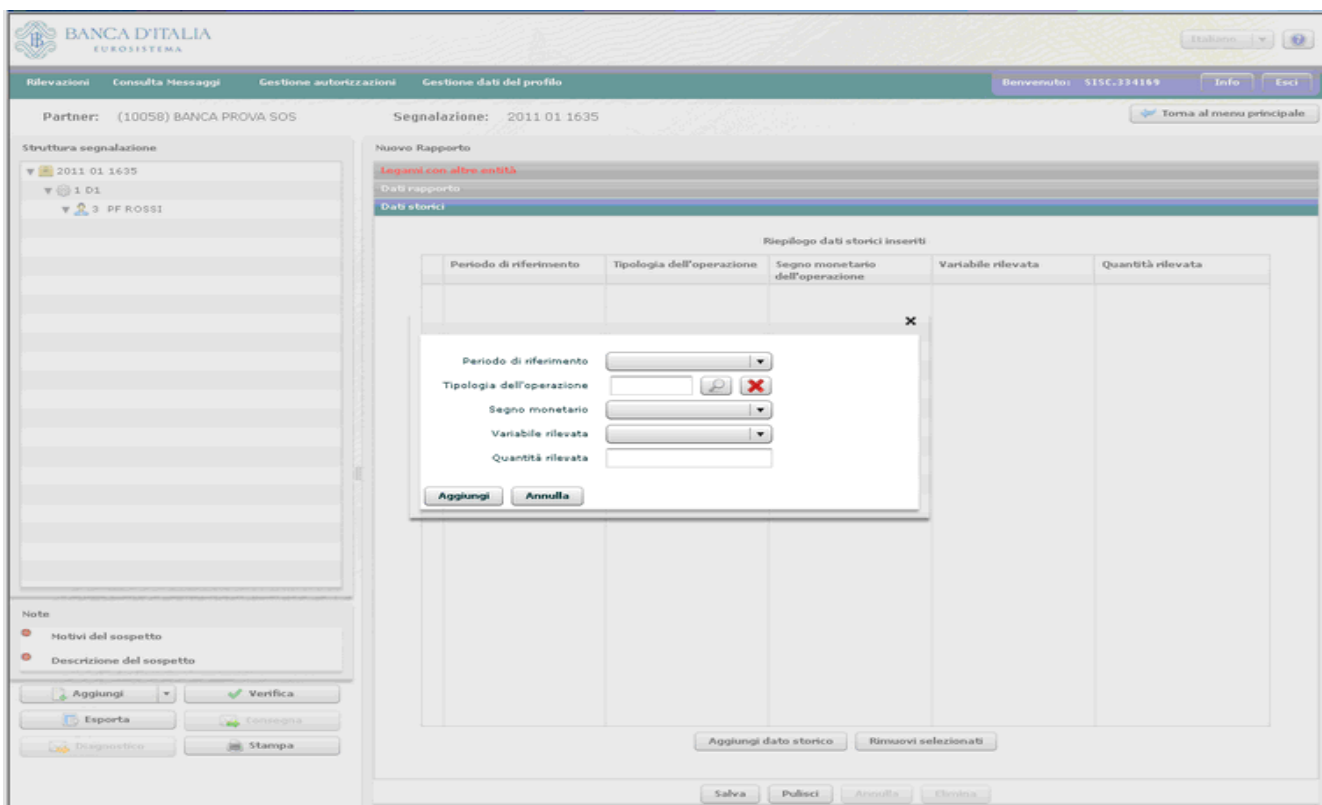 BANCA D'ITALIA
EUROSISTEMA
Italiano
Rilevazioni Consulta Messaggi Gestione autorizzazioni Gestione dati del profilo Benvenuto: SISC.334169 Info Esci
Partner: (10058) BANCA PROVA SOS Segnalazione: 2011 01 1635 Torna al menu principale
Struttura segnalazione
2011 01 1635
1 D1
3 PF ROSSI
Nuovo Rapporto
Legami con altre entità
Dati rapporto
Dati storici
Riepilogo dati storici inseriti
Periodo di riferimento Tipologia dell'operazione Segno monetario dell'operazione Variabile rilevata Quantità rilevata
Periodo di riferimento
Tipologia dell'operazione
Segno monetario
Variabile rilevata
Quantità rilevata
Aggiungi Annulla
Note
Motivi del sospetto
Descrizione del sospetto
Aggiungi Verifica
Esporta Consegna
Diagnostico Stampa
Aggiungi dato storico Rimuovi selezionati
Salva Pulisci Annulla Elimina